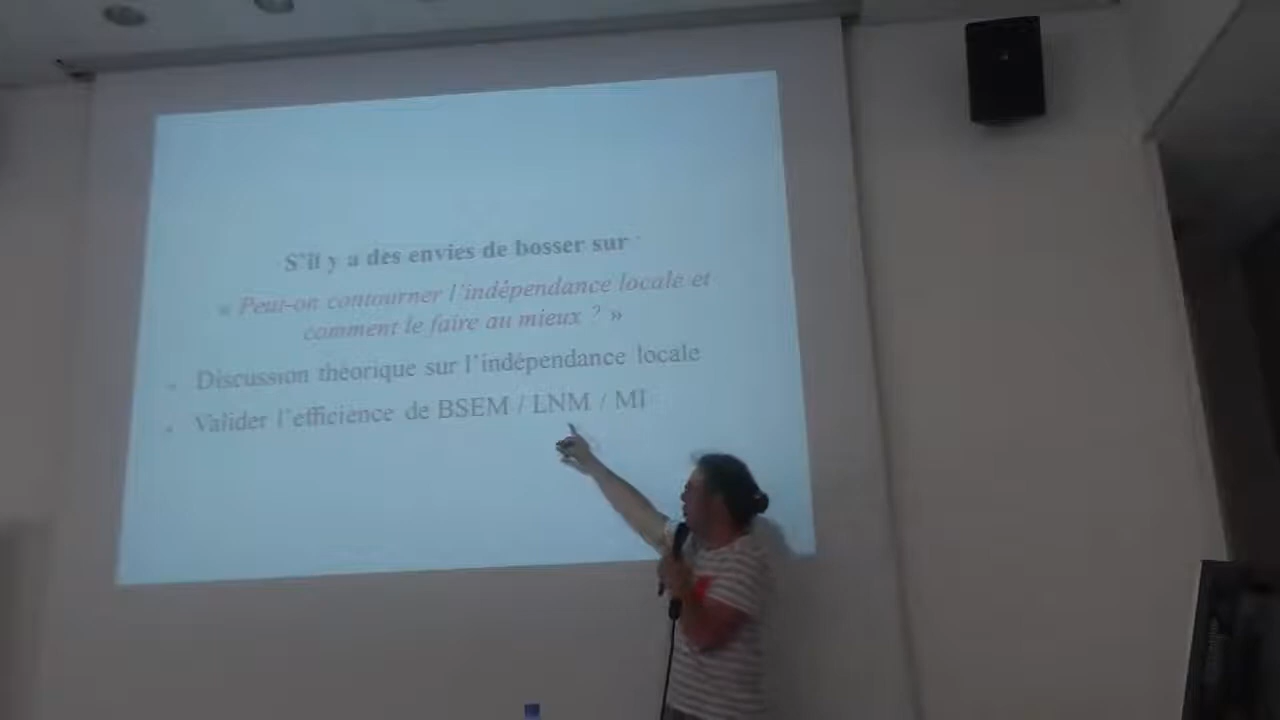 S'il y a des envies de bosser sur
« Peut-on contourner l'indépendance locale et
comment le faire au mieux ? »
- Discussion théorique sur l'indépendance locale
- Valider l'efficience de BSEM / LNM / MI